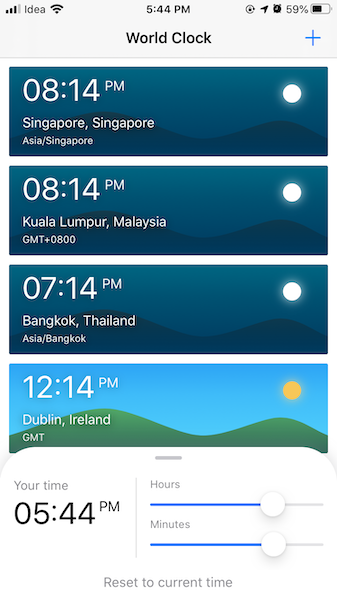 Idea 5:44 PM 59%
World Clock +
08:14 PM
Singapore, Singapore
Asia/Singapore
08:14 PM
Kuala Lumpur, Malaysia
GMT+0800
07:14 PM
Bangkok, Thailand
Asia/Bangkok
12:14 PM
Dublin, Ireland
GMT
Your time
05:44 PM
Hours
Minutes
Reset to current time